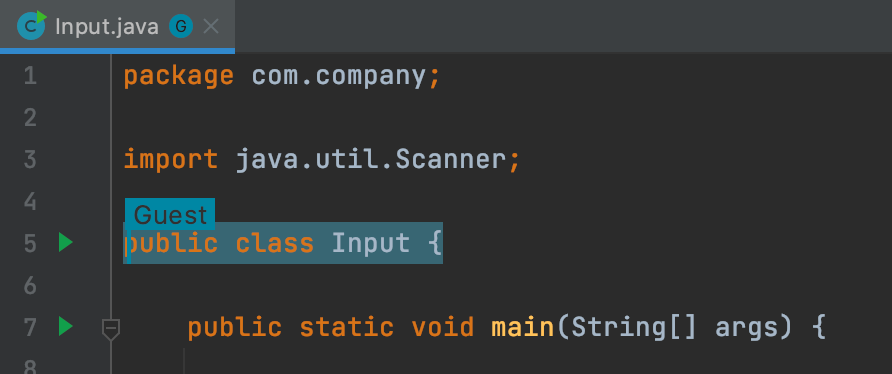 C Input.java G
1 package com.company;
2
3 import java.util.Scanner;
4
Guest
5 public class Input {
6
7 public static void main(String[] args) {
8